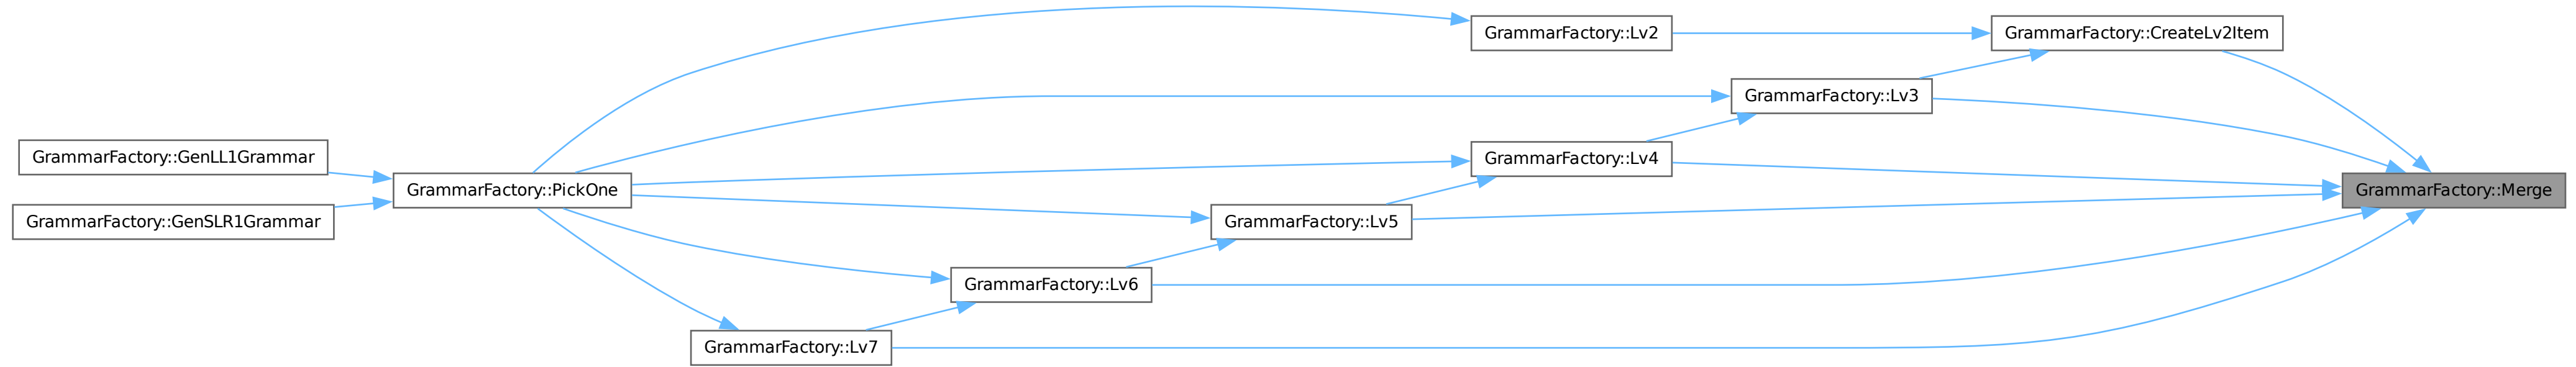 GrammarFactory::Lv2
GrammarFactory::CreateLv2Item
GrammarFactory::Lv3
GrammarFactory::GenLL1Grammar
GrammarFactory::Lv4
GrammarFactory::PickOne
GrammarFactory::Merge
GrammarFactory::GenSLR1Grammar
GrammarFactory::Lv5
GrammarFactory::Lv6
GrammarFactory::Lv7